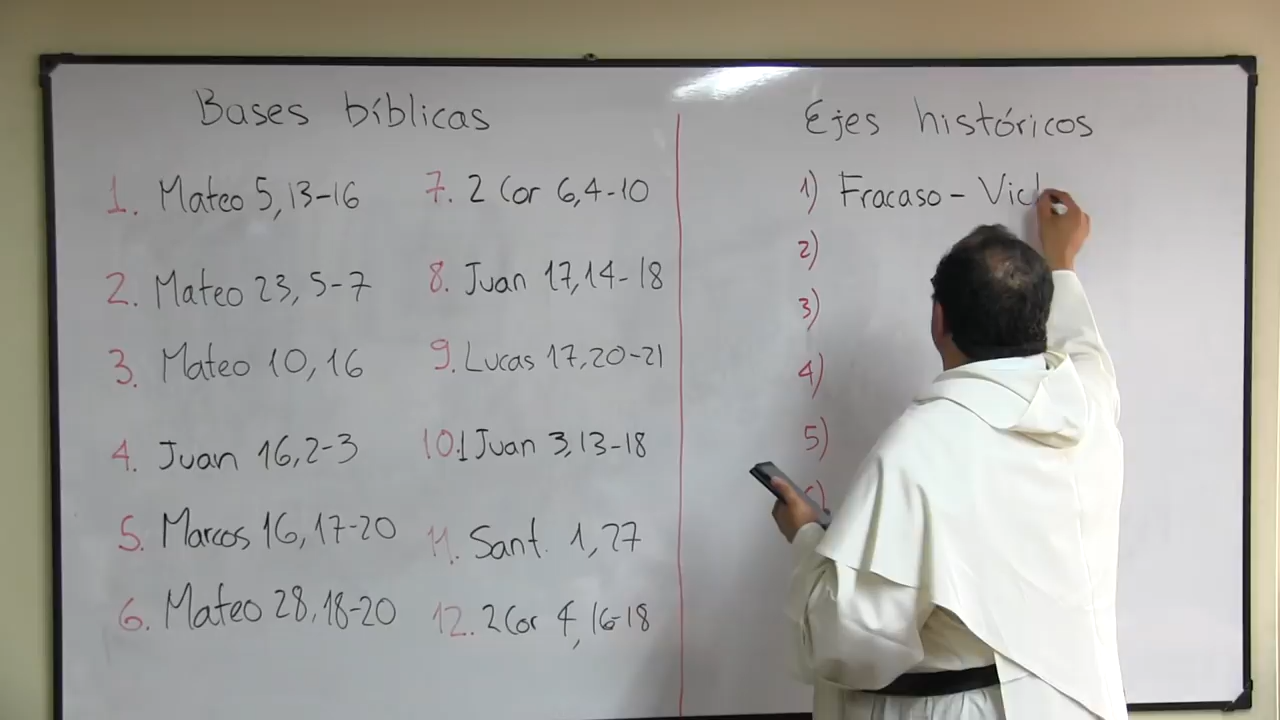 Bases bíblicas
1. Mateo 5,13-16
2. Mateo 23, 5-7
3. Mateo 10,16
4. Juan 16,2-3
5. Marcos 16,17-20
6. Mateo 28,18-20
7. 2 Cor 6,4-10
8. Juan 17,14-18
9. Lucas 17,20-21
10. 1 Juan 3,13-18
11. Sant. 1,27
12. 2 Cor 4,16-18
Ejes históricos
1) Fracaso - Vict
2)
3)
4)
5)
6)